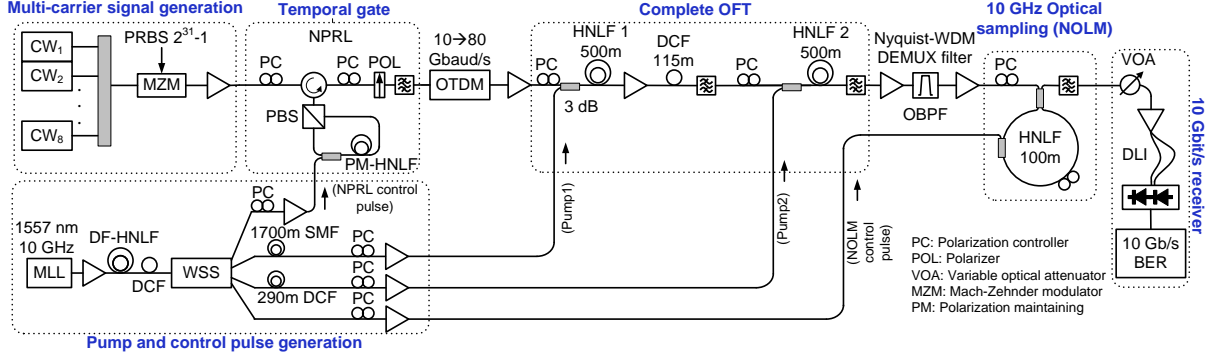 Multi-carrier signal generation
CW1
CW2
.
.
.
CW8
PRBS 2^31-1
MZM
Temporal gate
NPRL
PC
PC
POL
PBS
PM-HNLF
(NPRL control
pulse)
10→80
Gbaud/s
OTDM
Complete OFT
PC
HNLF 1
500m
3 dB
DCF
115m
PC
HNLF 2
500m
Nyquist-WDM
DEMUX filter
OBPF
10 GHz Optical
sampling (NOLM)
PC
HNLF
100m
VOA
DLI
10 Gb/s
BER
10 Gbit/s receiver
1557 nm
10 GHz
MLL
DF-HNLF
DCF
WSS
PC
1700m SMF
PC
290m DCF
PC
PC
(Pump1)
(Pump2)
(NOLM
control
pulse)
PC: Polarization controller
POL: Polarizer
VOA: Variable optical attenuator
MZM: Mach-Zehnder modulator
PM: Polarization maintaining
Pump and control pulse generation